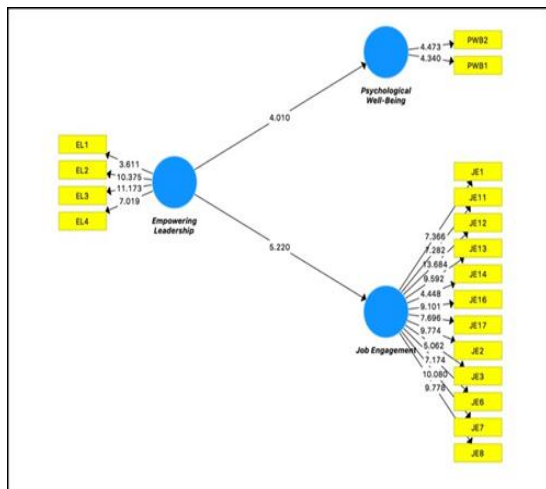 PWB2
4.473
4.340
PWB1
Psychological
Well-Being
4.010
EL1
3.611
EL2
10.375
EL3
11.173
EL4
7.019
Empowering
Leadership
5.220
JE1
JE11
JE12
JE13
JE14
JE16
JE17
JE2
JE3
JE6
JE7
JE8
7.366
7.282
13.684
9.592
4.448
9.101
7.696
9.774
5.062
7.174
10.080
9.778
Job Engagement